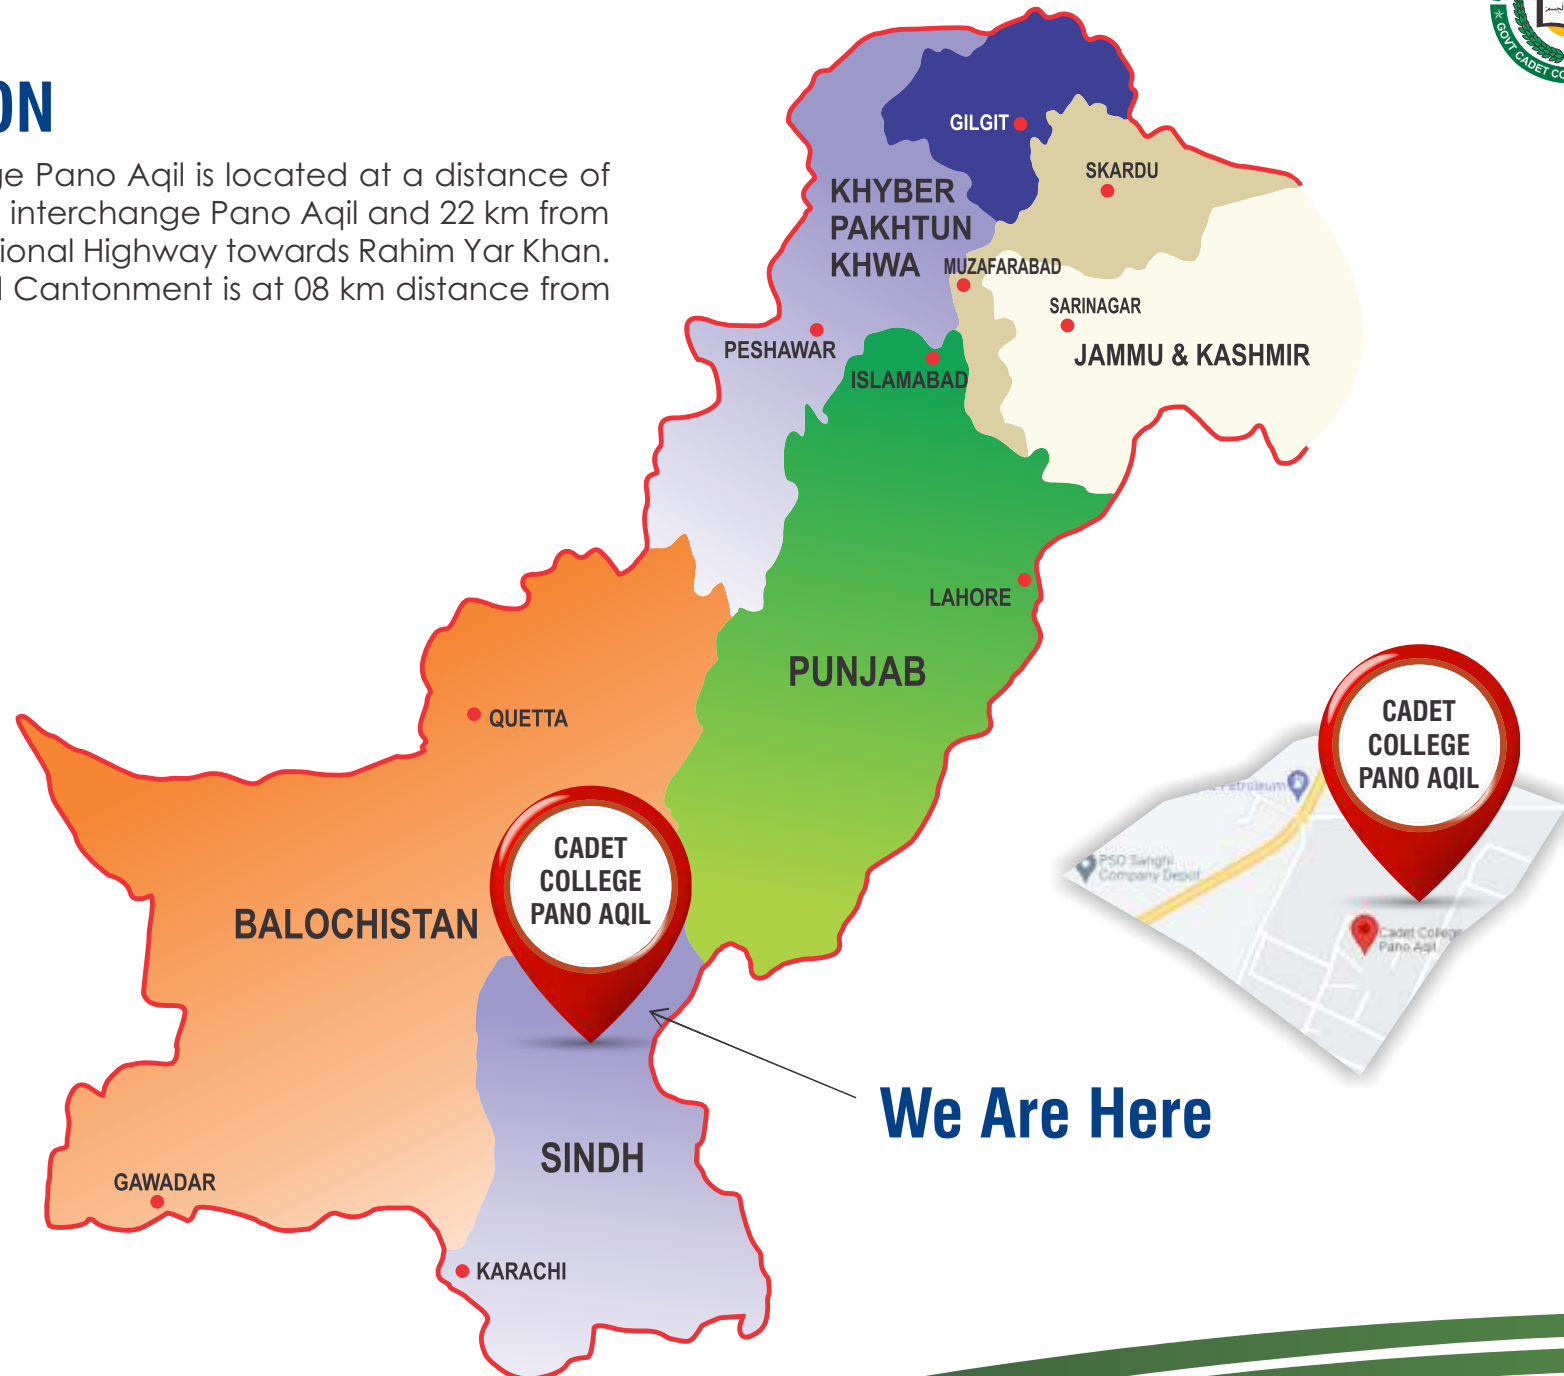 ON
ge Pano Aqil is located at a distance of
interchange Pano Aqil and 22 km from
tional Highway towards Rahim Yar Khan.
l Cantonment is at 08 km distance from
GOVT CADET CO
GILGIT
SKARDU
KHYBER
PAKHTUN
KHWA
MUZAFARABAD
SARINAGAR
PESHAWAR
JAMMU & KASHMIR
ISLAMABAD
LAHORE
PUNJAB
QUETTA
CADET
COLLEGE
PANO AQIL
Petroleum
CADET
COLLEGE
PANO AQIL
PSO Sanghi
Company Depot
BALOCHISTAN
Cadet College
Pano Aqil
We Are Here
SINDH
GAWADAR
KARACHI